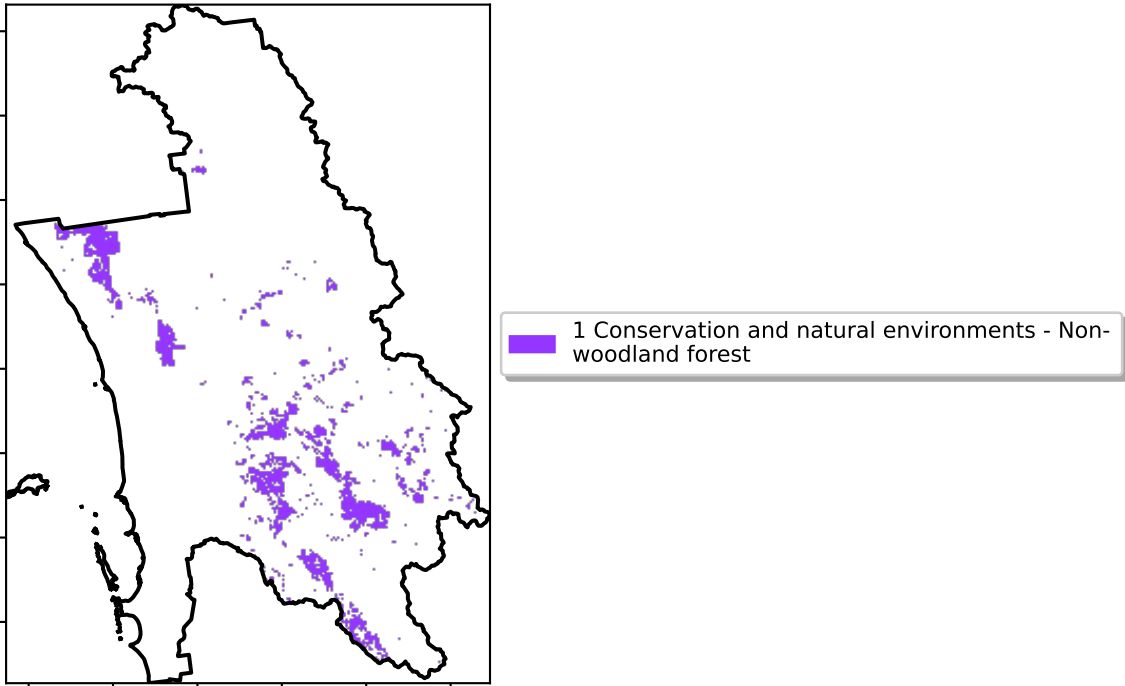 1 Conservation and natural environments - Non-
woodland forest